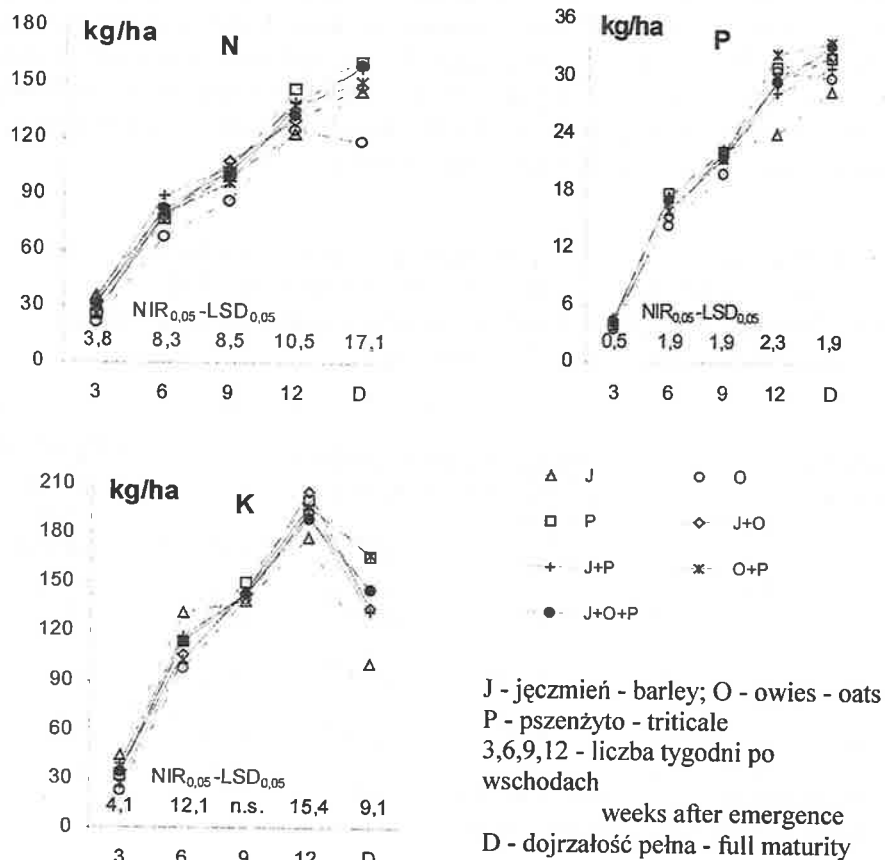 180
kg/ha N
150
120
90
60
30
NIR0,05-LSD0,05
3,8 8,3 8,5 10,5 17,1
0
3 6 9 12 D
36
kg/ha P
30
24
18
12
6
NIR0,05-LSD0,05
0,5 1,9 1,9 2,3 1,9
0
3 6 9 12 D
210
kg/ha K
180
150
120
90
60
30
NIR0,05-LSD0,05
4,1 12,1 n.s. 15,4 9,1
0
3 6 9 12 D
J O
P J+O
J+P O+P
J+O+P
J - jęczmień - barley; O - owies - oats
P - pszenżyto - triticale
3,6,9,12 - liczba tygodni po
wschodach
weeks after emergence
D - dojrzałość pełna - full maturity